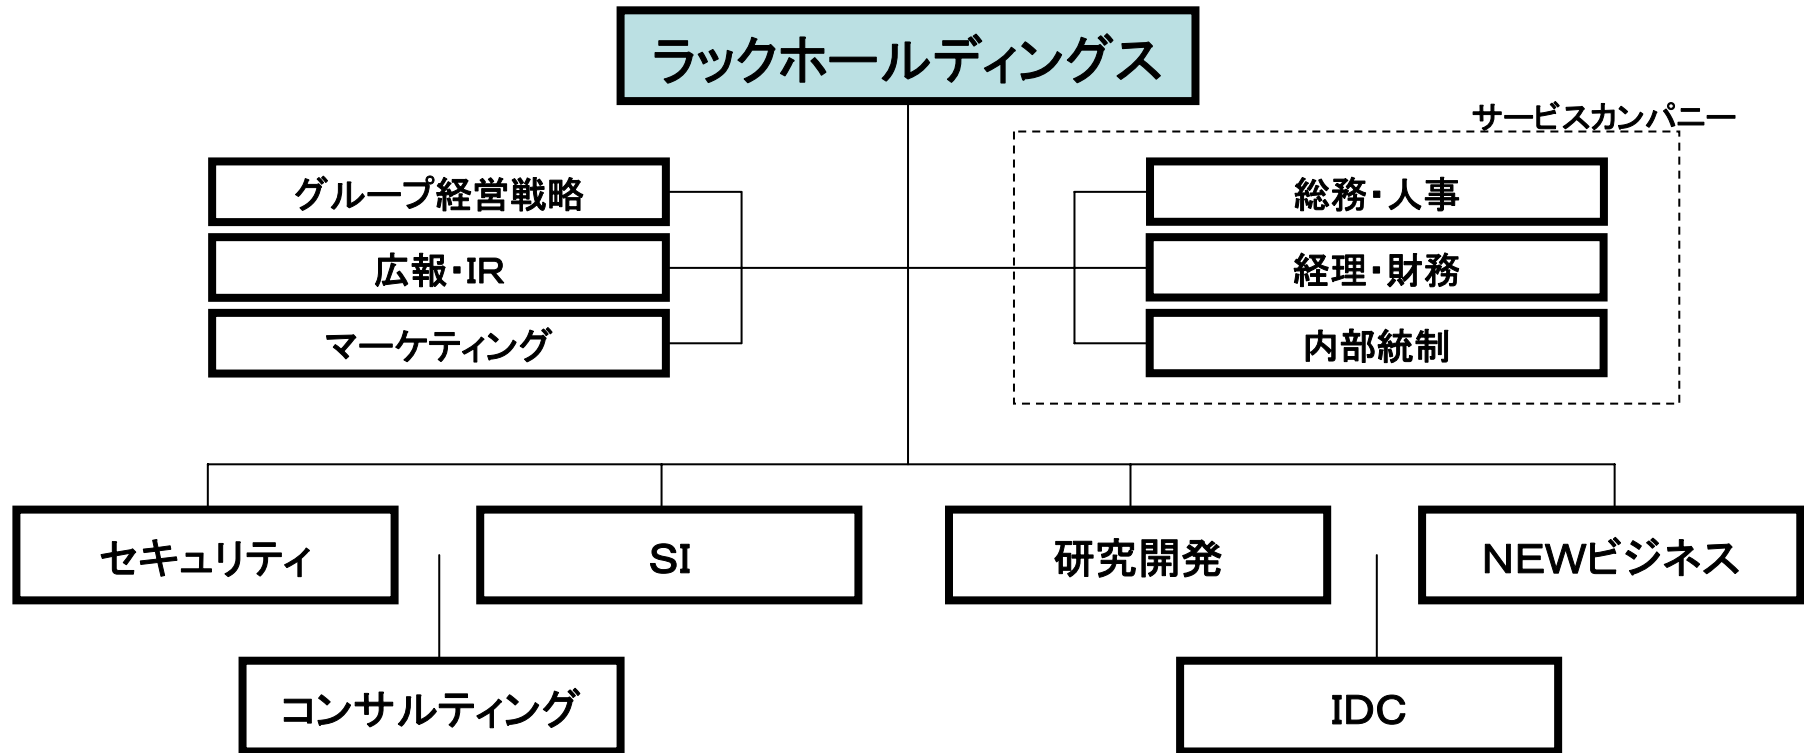 ラックホールディングス
サービスカンパニー
グループ経営戦略
総務・人事
広報・IR
経理・財務
マーケティング
内部統制
セキュリティ
SI
研究開発
NEWビジネス
コンサルティング
IDC